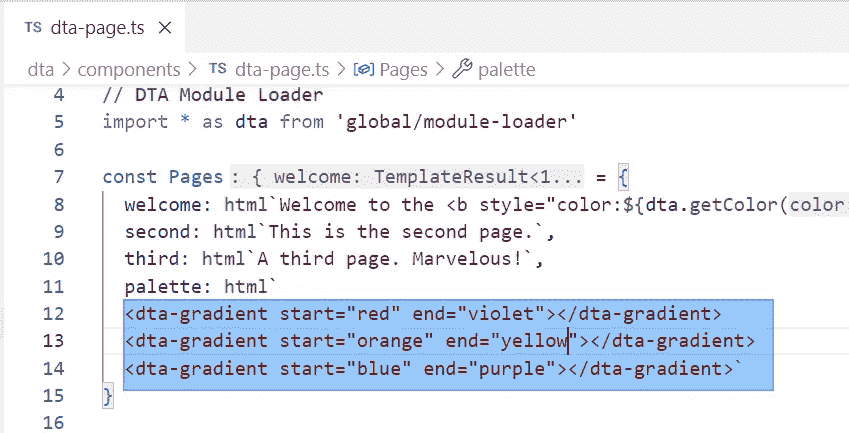 TS dta-page.ts ×
dta > components > TS dta-page.ts > Pages > palette
4 // DTA Module Loader
5 import * as dta from 'global/module-loader'
6
7 const Pages : { welcome: TemplateResult<1... = {
8 welcome: html`Welcome to the <b style="color:${dta.getColor( color:
9 second: html`This is the second page.`,
10 third: html`A third page. Marvelous!`,
11 palette: html`
12 <dta-gradient start="red" end="violet"></dta-gradient>
13 <dta-gradient start="orange" end="yellow"></dta-gradient>
14 <dta-gradient start="blue" end="purple"></dta-gradient>`
15 }
16